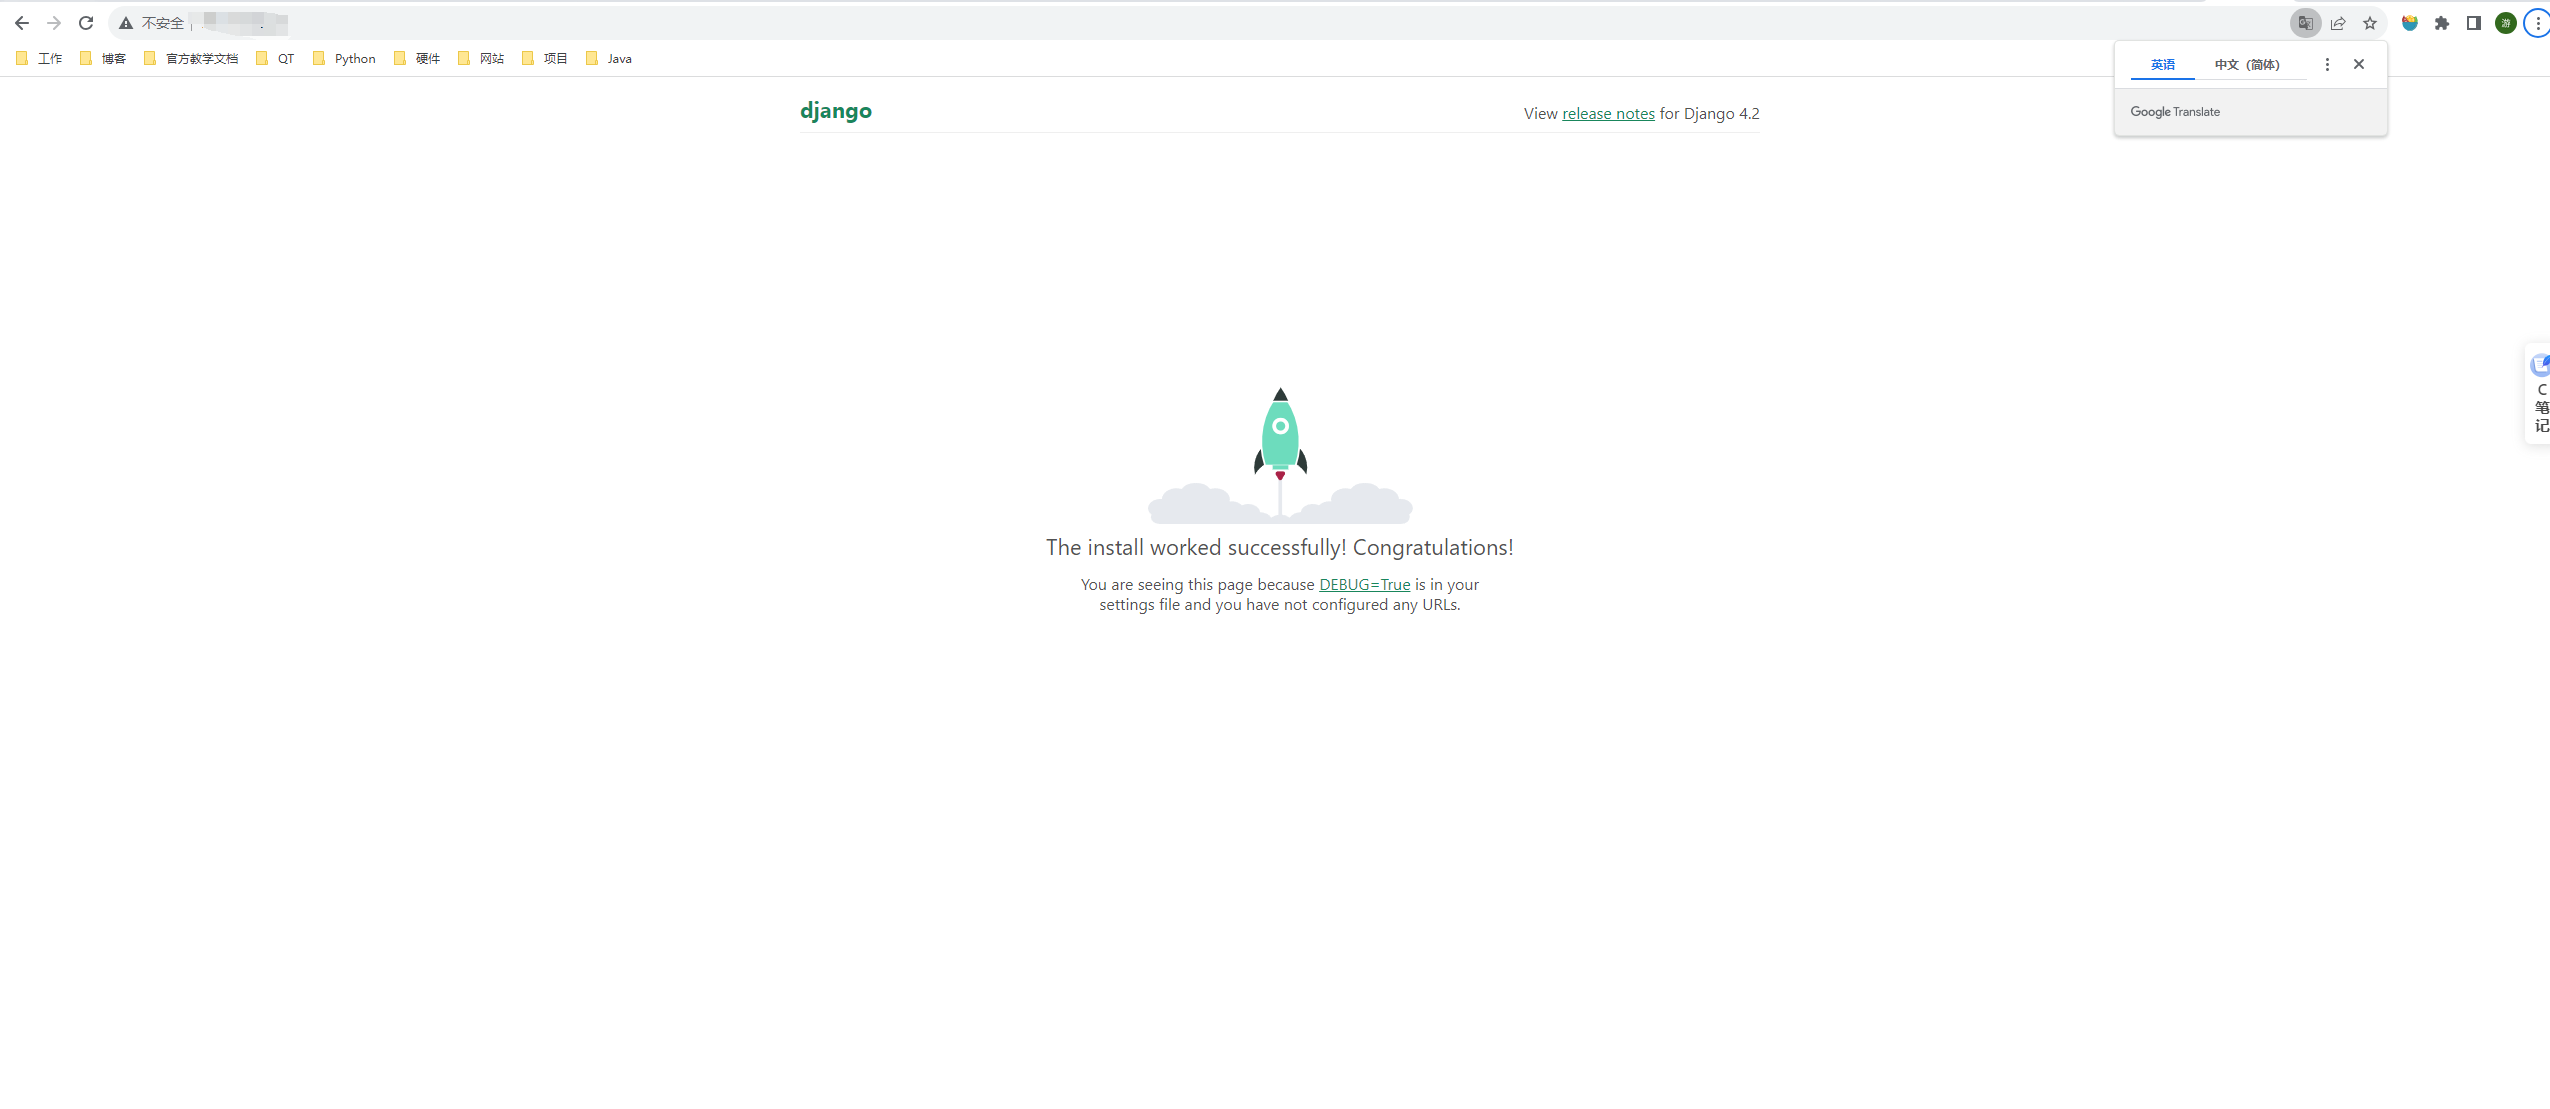 不安全
工作 博客 官方教学文档 QT Python 硬件 网站 项目 Java
英语 中文（简体）
Google Translate
django
View release notes for Django 4.2
C
笔
记
The install worked successfully! Congratulations!
You are seeing this page because DEBUG=True is in your
settings file and you have not configured any URLs.
游